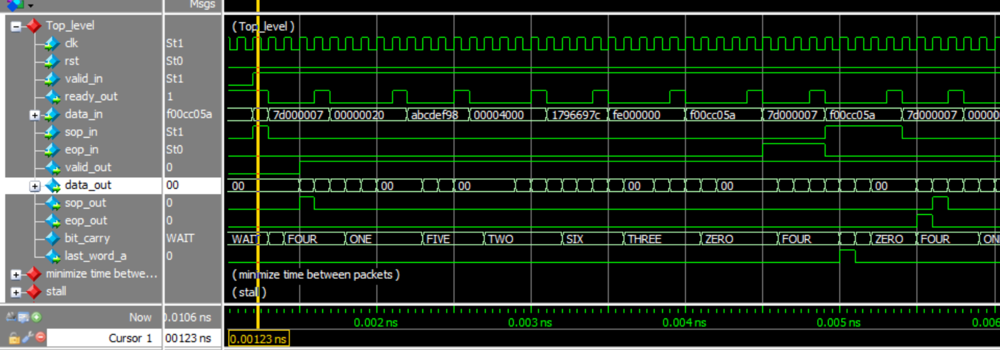 Msgs
Top_level (Top_level)
clk St1
rst St0
valid_in St1
ready_out 1
data_in f00cc05a 7d000007 00000020 abcdef98 00004000 1796697c fe000000 f00cc05a 7d000007 f00cc05a 7d000007 00000
sop_in St1
eop_in St0
valid_out 0
data_out 00 00 00 00 00 00 00
sop_out 0
eop_out 0
bit_carry WAIT WAIT FOUR ONE FIVE TWO SIX THREE ZERO FOUR ZERO FOUR ON
last_word_a 0
minimize time betwe... (minimize time between packets)
stall (stall)
Now 0.0106 ns 0.002 ns 0.003 ns 0.004 ns 0.005 ns 0.006
Cursor 1 00123 ns 0.00123 ns